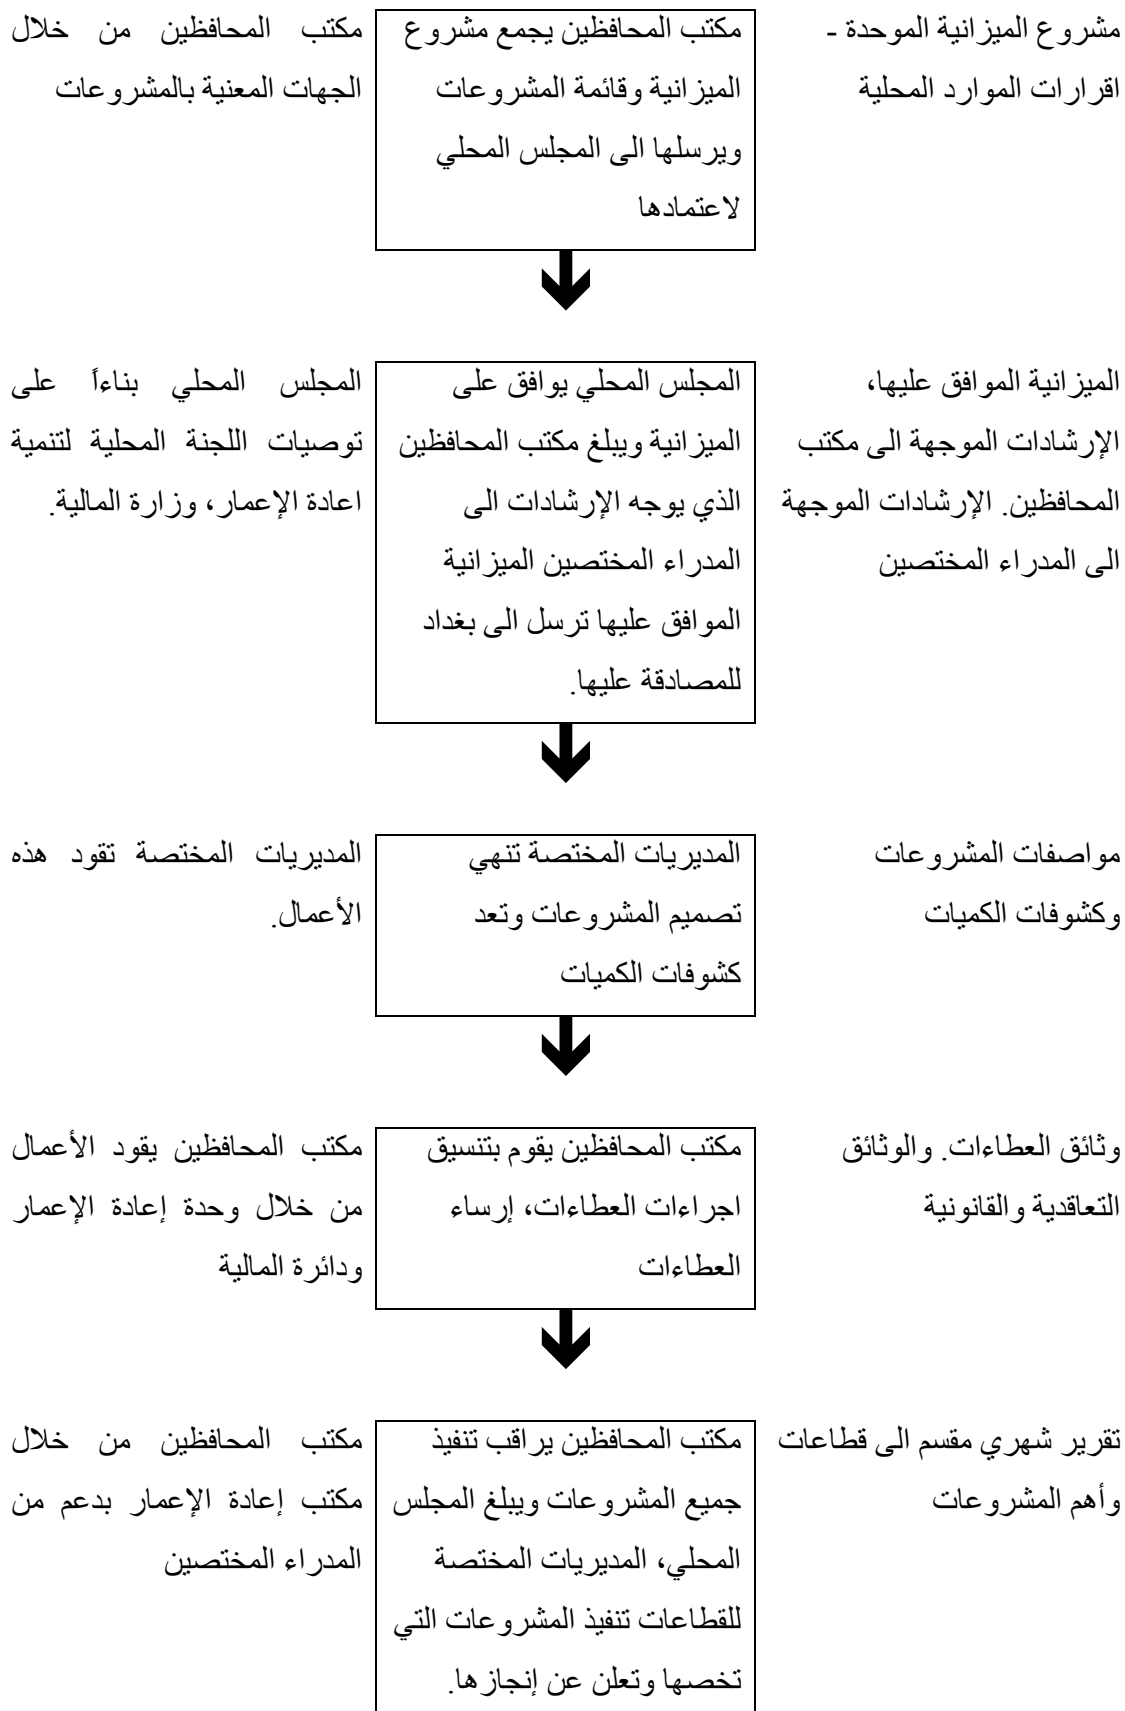 مشروع الميزانية الموحدة -
اقرارات الموارد المحلية
مكتب المحافظين يجمع مشروع
الميزانية وقائمة المشروعات
ويرسلها الى المجلس المحلي
لاعتمادها
مكتب المحافظين من خلال
الجهات المعنية بالمشروعات
الميزانية الموافق عليها،
الإرشادات الموجهة الى مكتب
المحافظين. الإرشادات الموجهة
الى المدراء المختصين
المجلس المحلي يوافق على
الميزانية ويبلغ مكتب المحافظين
الذي يوجه الإرشادات الى
المدراء المختصين الميزانية
الموافق عليها ترسل الى بغداد
للمصادقة عليها.
المجلس المحلي بناءاً على
توصيات اللجنة المحلية لتنمية
اعادة الإعمار، وزارة المالية.
مواصفات المشروعات
وكشوفات الكميات
المديريات المختصة تنهي
تصميم المشروعات وتعد
كشوفات الكميات
المديريات المختصة تقود هذه
الأعمال.
وثائق العطاءات. والوثائق
التعاقدية والقانونية
مكتب المحافظين يقوم بتنسيق
اجراءات العطاءات، إرساء
العطاءات
مكتب المحافظين يقود الأعمال
من خلال وحدة إعادة الإعمار
ودائرة المالية
تقرير شهري مقسم الى قطاعات
وأهم المشروعات
مكتب المحافظين يراقب تنفيذ
جميع المشروعات ويبلغ المجلس
المحلي، المديريات المختصة
للقطاعات تنفيذ المشروعات التي
تخصها وتعلن عن إنجازها.
مكتب المحافظين من خلال
مكتب إعادة الإعمار بدعم من
المدراء المختصين